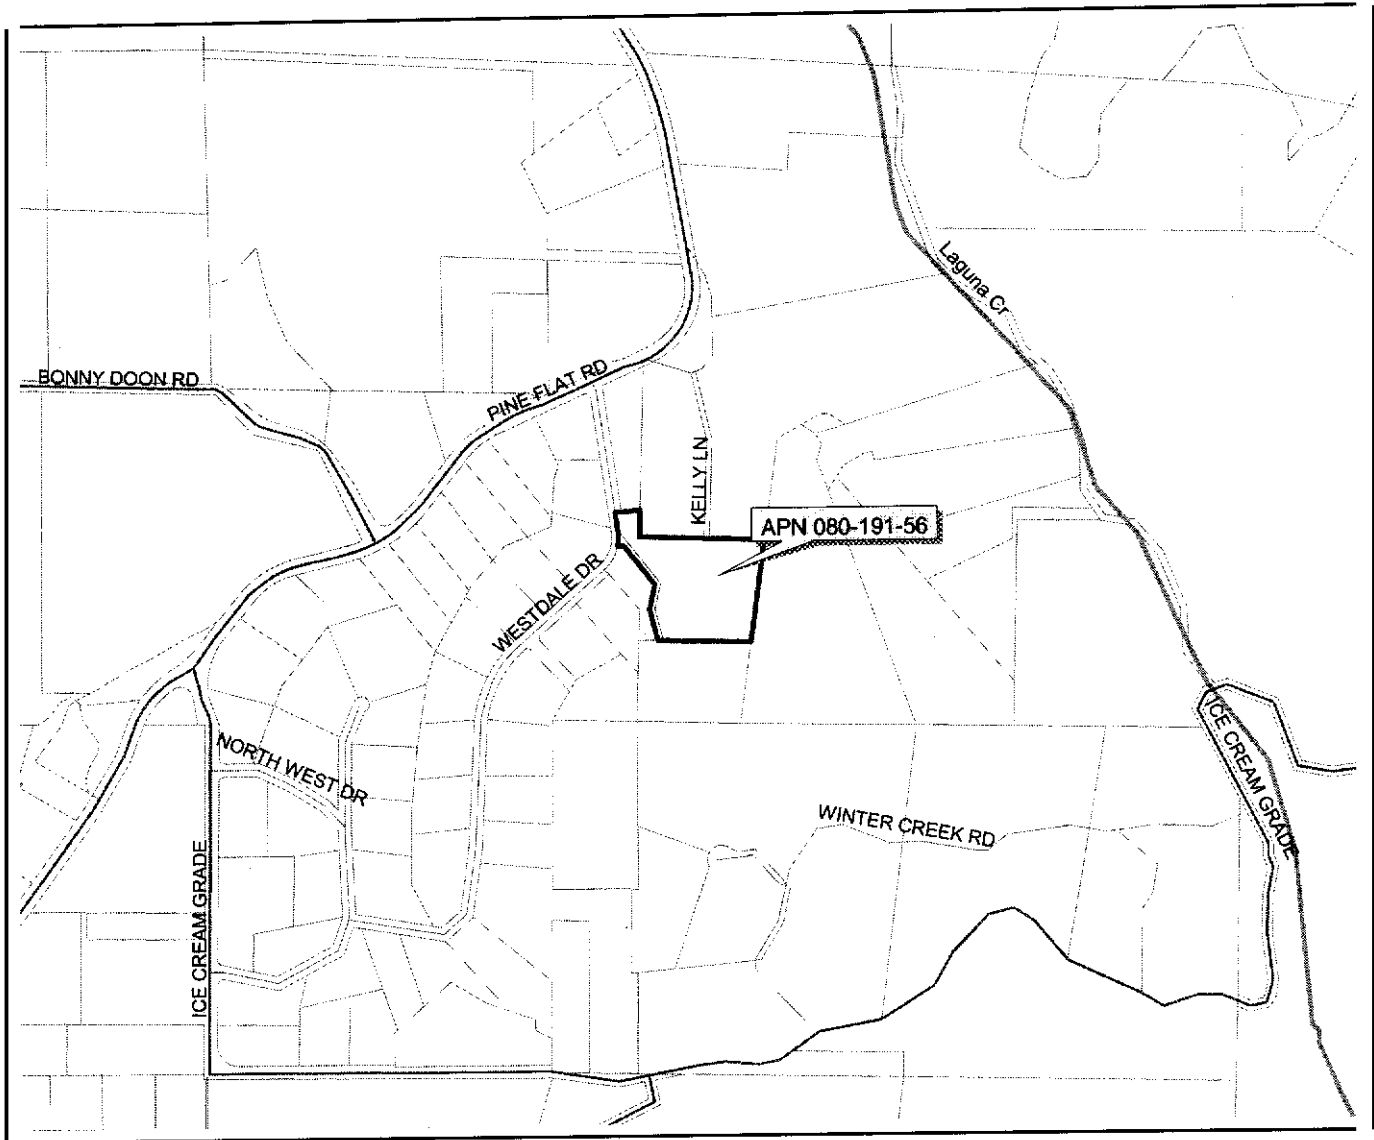 Laguna Cr
BONNY DOON RD
PINE FLAT RD
KELLY LN
APN 080-191-56
WESTDALE DR
ICE CREAM GRADE
NORTH WEST DR
WINTER CREEK RD
ICE CREAM GRADE